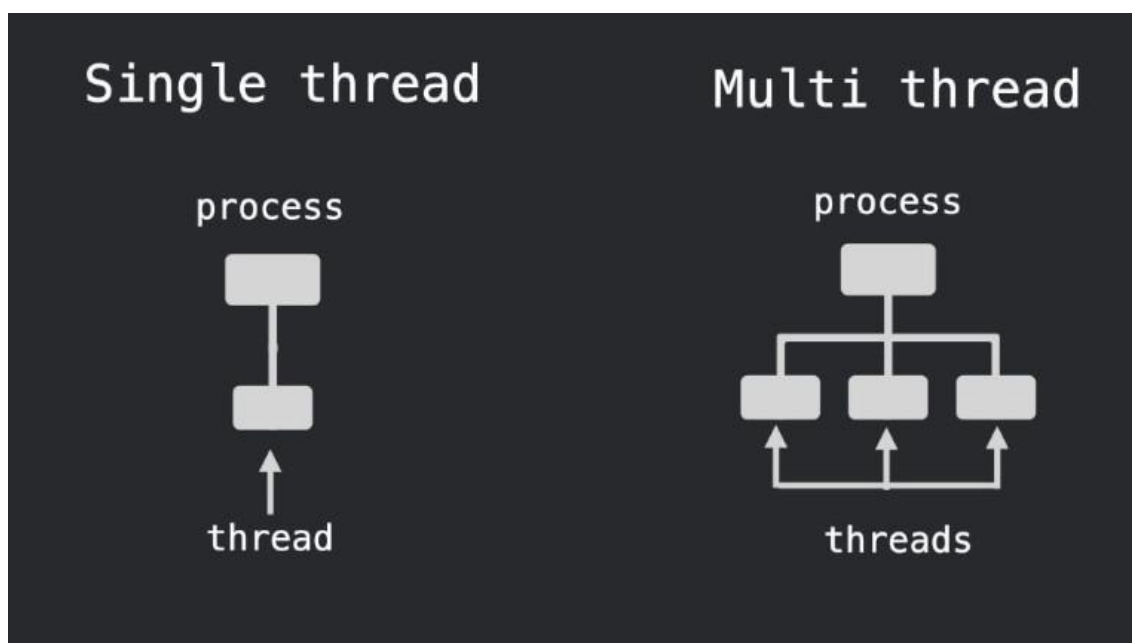 Single thread
process
thread
Multi thread
process
threads